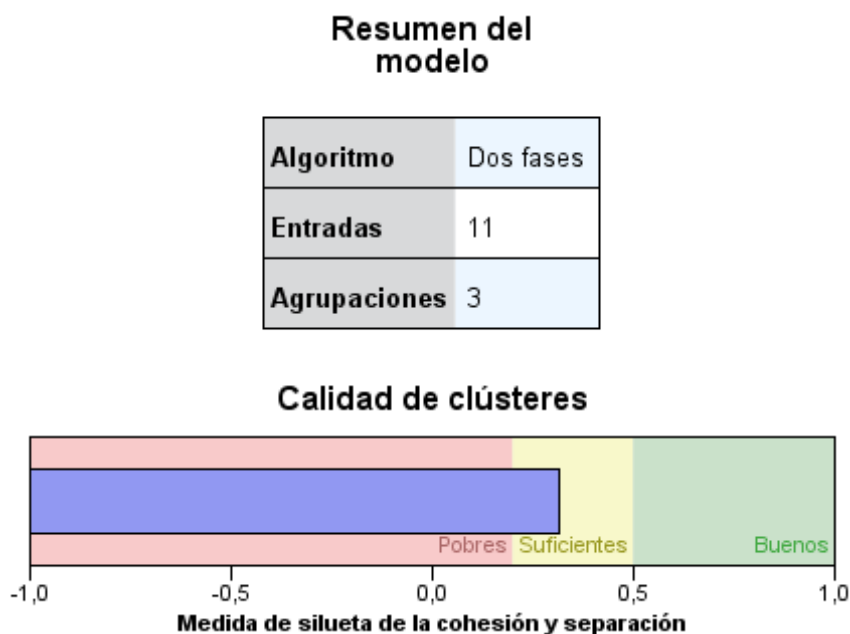 Resumen del
modelo
Algoritmo Dos fases
Entradas 11
Agrupaciones 3
Calidad de clústeres
Pobres Suficientes Buenos
-1,0 -0,5 0,0 0,5 1,0
Medida de silueta de la cohesión y separación